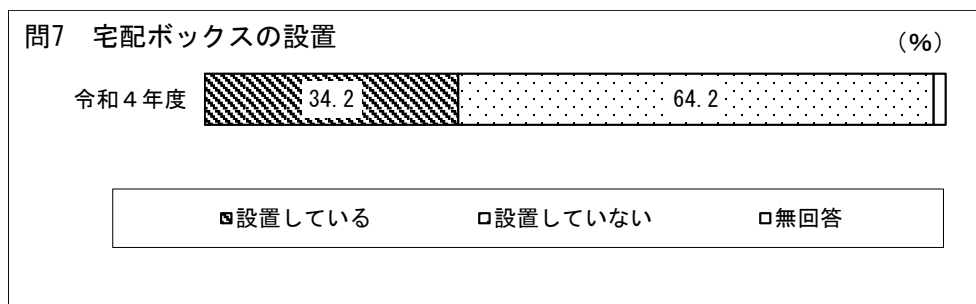 問7　宅配ボックスの設置
（%）
令和４年度 34.2 64.2
設置している 設置していない 無回答